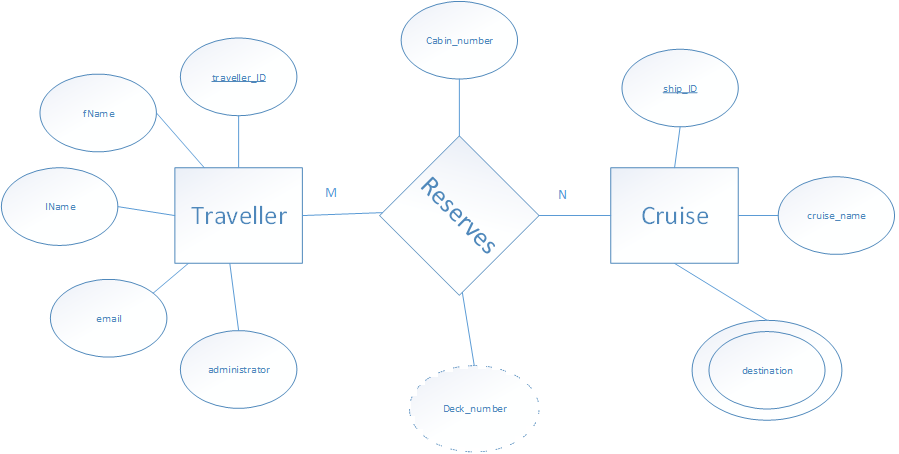 Cabin_number
traveller_ID
ship_ID
fName
M
N
Reserves
lName
Traveller
Cruise
cruise_name
email
administrator
destination
Deck_number